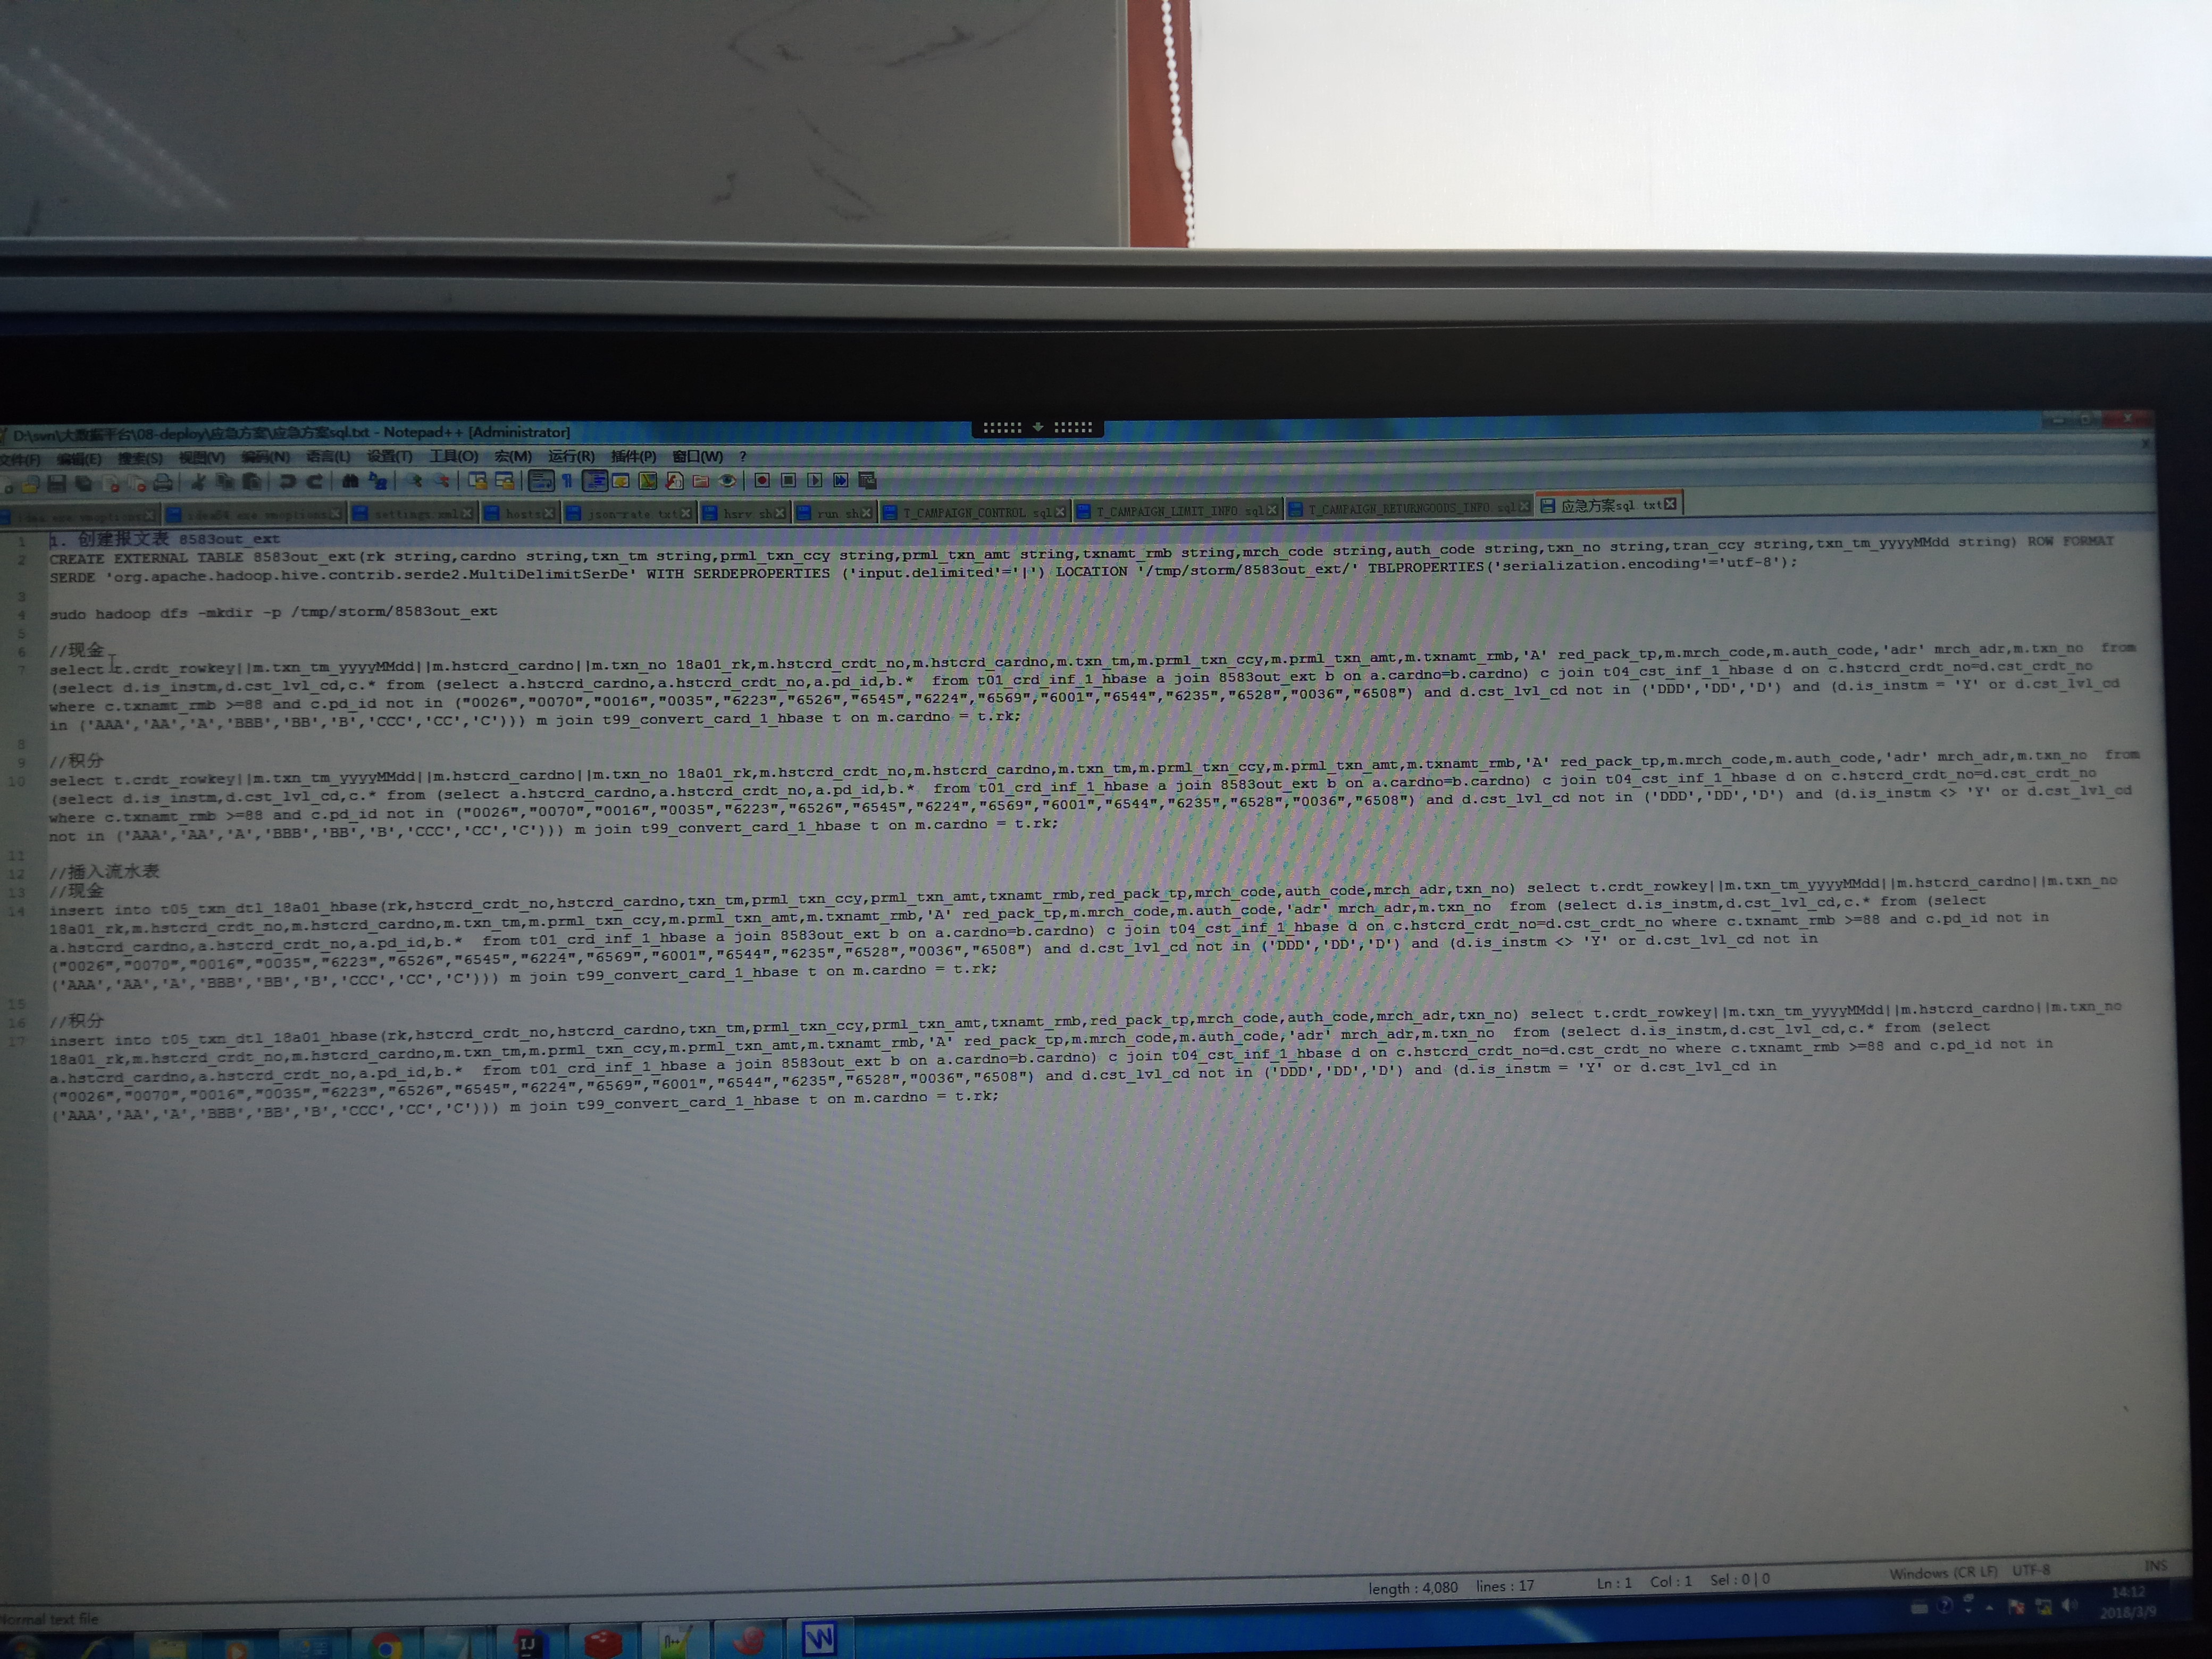 D:\svn\大数据平台\08-deploy\应急方案\应急方案sql.txt - Notepad++ [Administrator]
文件(F) 编辑(E) 搜索(S) 视图(V) 编码(N) 语言(L) 设置(T) 工具(O) 宏(M) 运行(R) 插件(P) 窗口(W) ?
settings.xml hosts json-rate.txt hsrv.sh run.sh T_CAMPAIGN_CONTROL.sql T_CAMPAIGN_LIMIT_INFO.sql T_CAMPAIGN_RETURNGOODS_INFO.sql 应急方案sql.txt
1 1. 创建报文表 8583out_ext
2 CREATE EXTERNAL TABLE 8583out_ext(rk string,cardno string,txn_tm string,prml_txn_ccy string,prml_txn_amt string,txnamt_rmb string,mrch_code string,auth_code string,txn_no string,tran_ccy string,txn_tm_yyyyMMdd string) ROW FORMAT
SERDE 'org.apache.hadoop.hive.contrib.serde2.MultiDelimitSerDe' WITH SERDEPROPERTIES ('input.delimited'='|') LOCATION '/tmp/storm/8583out_ext/' TBLPROPERTIES('serialization.encoding'='utf-8');
3
4 sudo hadoop dfs -mkdir -p /tmp/storm/8583out_ext
5
6 //现金
7 select t.crdt_rowkey||m.txn_tm_yyyyMMdd||m.hstcrd_cardno||m.txn_no 18a01_rk,m.hstcrd_crdt_no,m.hstcrd_cardno,m.txn_tm,m.prml_txn_ccy,m.prml_txn_amt,m.txnamt_rmb,'A' red_pack_tp,m.mrch_code,m.auth_code,'adr' mrch_adr,m.txn_no from
(select d.is_instm,d.cst_lvl_cd,c.* from (select a.hstcrd_cardno,a.hstcrd_crdt_no,a.pd_id,b.* from t01_crd_inf_1_hbase a join 8583out_ext b on a.cardno=b.cardno) c join t04_cst_inf_1_hbase d on c.hstcrd_crdt_no=d.cst_crdt_no
where c.txnamt_rmb >=88 and c.pd_id not in ("0026","0070","0016","0035","6223","6526","6545","6224","6569","6001","6544","6235","6528","0036","6508") and d.cst_lvl_cd not in ('DDD','DD','D') and (d.is_instm = 'Y' or d.cst_lvl_cd
in ('AAA','AA','A','BBB','BB','B','CCC','CC','C'))) m join t99_convert_card_1_hbase t on m.cardno = t.rk;
8
9 //积分
10 select t.crdt_rowkey||m.txn_tm_yyyyMMdd||m.hstcrd_cardno||m.txn_no 18a01_rk,m.hstcrd_crdt_no,m.hstcrd_cardno,m.txn_tm,m.prml_txn_ccy,m.prml_txn_amt,m.txnamt_rmb,'A' red_pack_tp,m.mrch_code,m.auth_code,'adr' mrch_adr,m.txn_no from
(select d.is_instm,d.cst_lvl_cd,c.* from (select a.hstcrd_cardno,a.hstcrd_crdt_no,a.pd_id,b.* from t01_crd_inf_1_hbase a join 8583out_ext b on a.cardno=b.cardno) c join t04_cst_inf_1_hbase d on c.hstcrd_crdt_no=d.cst_crdt_no
where c.txnamt_rmb >=88 and c.pd_id not in ("0026","0070","0016","0035","6223","6526","6545","6224","6569","6001","6544","6235","6528","0036","6508") and d.cst_lvl_cd not in ('DDD','DD','D') and (d.is_instm <> 'Y' or d.cst_lvl_cd
not in ('AAA','AA','A','BBB','BB','B','CCC','CC','C'))) m join t99_convert_card_1_hbase t on m.cardno = t.rk;
11
12 //插入流水表
13 //现金
14 insert into t05_txn_dtl_18a01_hbase(rk,hstcrd_crdt_no,hstcrd_cardno,txn_tm,prml_txn_ccy,prml_txn_amt,txnamt_rmb,red_pack_tp,mrch_code,auth_code,mrch_adr,txn_no) select t.crdt_rowkey||m.txn_tm_yyyyMMdd||m.hstcrd_cardno||m.txn_no
18a01_rk,m.hstcrd_crdt_no,m.hstcrd_cardno,m.txn_tm,m.prml_txn_ccy,m.prml_txn_amt,m.txnamt_rmb,'A' red_pack_tp,m.mrch_code,m.auth_code,'adr' mrch_adr,m.txn_no from (select d.is_instm,d.cst_lvl_cd,c.* from (select
a.hstcrd_cardno,a.hstcrd_crdt_no,a.pd_id,b.* from t01_crd_inf_1_hbase a join 8583out_ext b on a.cardno=b.cardno) c join t04_cst_inf_1_hbase d on c.hstcrd_crdt_no=d.cst_crdt_no where c.txnamt_rmb >=88 and c.pd_id not in
("0026","0070","0016","0035","6223","6526","6545","6224","6569","6001","6544","6235","6528","0036","6508") and d.cst_lvl_cd not in ('DDD','DD','D') and (d.is_instm <> 'Y' or d.cst_lvl_cd not in
('AAA','AA','A','BBB','BB','B','CCC','CC','C'))) m join t99_convert_card_1_hbase t on m.cardno = t.rk;
15
16 //积分
17 insert into t05_txn_dtl_18a01_hbase(rk,hstcrd_crdt_no,hstcrd_cardno,txn_tm,prml_txn_ccy,prml_txn_amt,txnamt_rmb,red_pack_tp,mrch_code,auth_code,mrch_adr,txn_no) select t.crdt_rowkey||m.txn_tm_yyyyMMdd||m.hstcrd_cardno||m.txn_no
18a01_rk,m.hstcrd_crdt_no,m.hstcrd_cardno,m.txn_tm,m.prml_txn_ccy,m.prml_txn_amt,m.txnamt_rmb,'A' red_pack_tp,m.mrch_code,m.auth_code,'adr' mrch_adr,m.txn_no from (select d.is_instm,d.cst_lvl_cd,c.* from (select
a.hstcrd_cardno,a.hstcrd_crdt_no,a.pd_id,b.* from t01_crd_inf_1_hbase a join 8583out_ext b on a.cardno=b.cardno) c join t04_cst_inf_1_hbase d on c.hstcrd_crdt_no=d.cst_crdt_no where c.txnamt_rmb >=88 and c.pd_id not in
("0026","0070","0016","0035","6223","6526","6545","6224","6569","6001","6544","6235","6528","0036","6508") and d.cst_lvl_cd not in ('DDD','DD','D') and (d.is_instm = 'Y' or d.cst_lvl_cd in
('AAA','AA','A','BBB','BB','B','CCC','CC','C'))) m join t99_convert_card_1_hbase t on m.cardno = t.rk;
Normal text file length : 4,080 lines : 17 Ln : 1 Col : 1 Sel : 0 | 0 Windows (CR LF) UTF-8 INS
14:12
2018/3/9